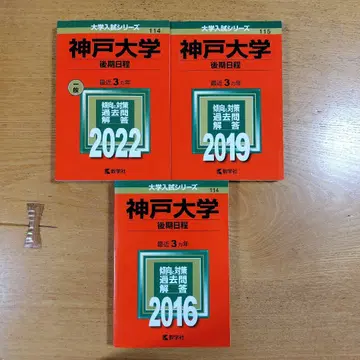 大学入試シリーズ
114
神戸大学
後期日程
最近3ヵ年
傾向と対策
過去問
解答
2022
教学社
大学入試シリーズ
115
神戸大学
後期日程
最近3ヵ年
傾向と対策
過去問
解答
2019
教学社
大学入試シリーズ
114
神戸大学
後期日程
最近3ヵ年
傾向と対策
過去問
解答
2016
教学社